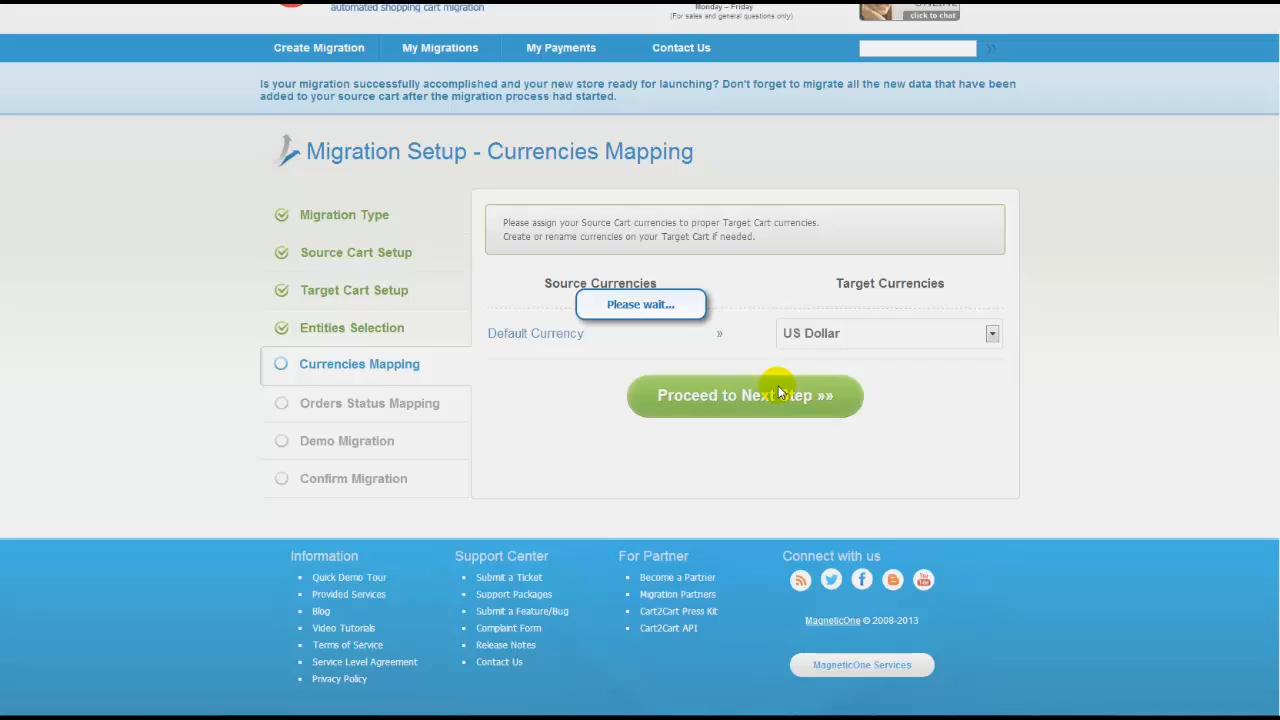 automated shopping cart migration
Monday – Friday
(For sales and general questions only)
click to chat
Create Migration
My Migrations
My Payments
Contact Us
»
Is your migration successfully accomplished and your new store ready for launching? Don't forget to migrate all the new data that have been
added to your source cart after the migration process had started.
Migration Setup - Currencies Mapping
Migration Type
Source Cart Setup
Target Cart Setup
Entities Selection
Currencies Mapping
Orders Status Mapping
Demo Migration
Confirm Migration
Please assign your Source Cart currencies to proper Target Cart currencies.
Create or rename currencies on your Target Cart if needed.
Source Currencies
Target Currencies
Please wait...
Default Currency
»
US Dollar
Proceed to Next Step »»
Information
Quick Demo Tour
Provided Services
Blog
Video Tutorials
Terms of Service
Service Level Agreement
Privacy Policy
Support Center
Submit a Ticket
Support Packages
Submit a Feature/Bug
Complaint Form
Release Notes
Contact Us
For Partner
Become a Partner
Migration Partners
Cart2Cart Press Kit
Cart2Cart API
Connect with us
You Tube
MagneticOne © 2008-2013
MagneticOne Services